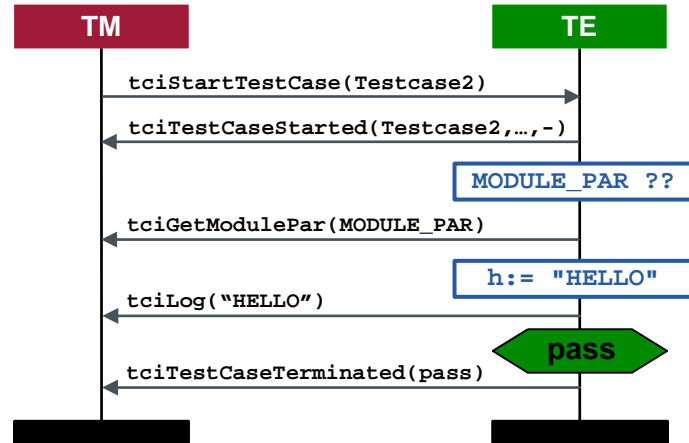 TM TE
tciStartTestCase(Testcase2)
tciTestCaseStarted(Testcase2,…,-)
MODULE_PAR ??
tciGetModulePar(MODULE_PAR)
h:= "HELLO"
tciLog(“HELLO”)
pass
tciTestCaseTerminated(pass)